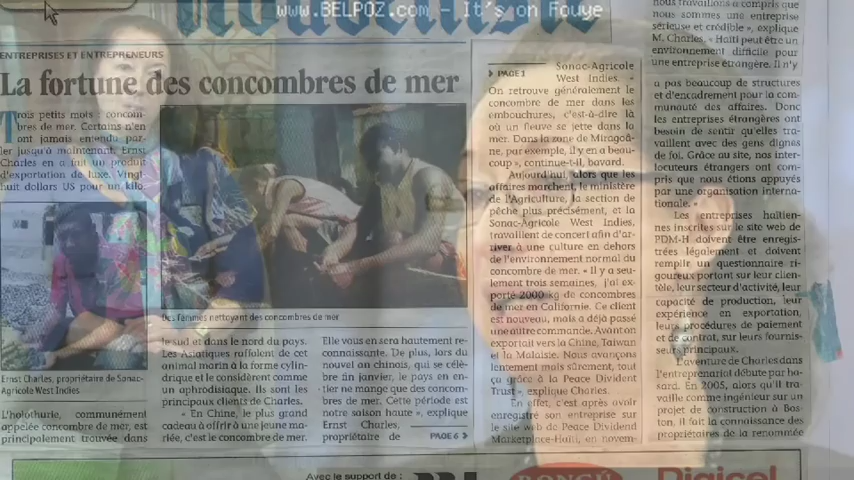 www.BELPOZ.com - It's on Fouye
Nouvelliste
ENTREPRISES ET ENTREPRENEURS
La fortune des concombres de mer
Trois petits mots : concom-
bres de mer. Certains n'en
ont jamais entendu par-
ler jusqu'à maintenant. Ernst
Charles en a fait un produit
d'exportation de luxe. Vingt-
huit dollars US pour un kilo.
Ernst Charles, propriétaire de Sonac-
Agricole West Indies
L'holothurie, communément
appelée concombre de mer, est
principalement trouvée dans
Des femmes nettoyant des concombres de mer
le sud et dans le nord du pays.
Les Asiatiques raffolent de cet
animal marin à la forme cylin-
drique et le considèrent comme
un aphrodisiaque. Ils sont les
principaux clients de Charles.
« En Chine, le plus grand
cadeau à offrir à une jeune ma-
riée, c'est le concombre de mer.
Elle vous en sera hautement re-
connaissante. De plus, lors du
nouvel an chinois, qui se célè-
bre fin janvier, le pays en en-
tier ne mange que des concom-
bres de mer. Cette période est
notre saison haute », explique
Ernst Charles,
propriétaire de
PAGE 6
PAGE 1
Sonac-Agricole
West Indies. «
On retrouve généralement le
concombre de mer dans les
embouchures, c'est-à-dire là
où un fleuve se jette dans la
mer. Dans la zone de Miragoâ-
ne, par exemple, il y en a beau-
coup », continue-t-il, bavard.
Aujourd'hui, alors que les
affaires marchent, le ministère
de l'Agriculture, la section de
pêche plus précisément, et la
Sonac-Agricole West Indies,
travaillent de concert afin d'ar-
river à une culture en dehors
de l'environnement normal du
concombre de mer. « Il y a seu-
lement trois semaines, j'ai ex-
porté 2000 kg de concombres
de mer en Californie. Ce client
est nouveau, mais a déjà passé
une autre commande. Avant on
exportait vers la Chine, Taiwan
et la Malaisie. Nous avançons
lentement mais sûrement, tout
ça grâce à la Peace Divident
Trust », explique Charles.
En effet, c'est après avoir
enregistré son entreprise sur
le site web de Peace Dividend
Marketplace-Haiti, en novem-
nous travaillons a compris que
nous sommes une entreprise
sérieuse et crédible », explique
M. Charles. « Haïti peut être un
environnement difficile pour
une entreprise étrangère. Il n'y
a pas beaucoup de structures
et d'encadrement pour la com-
munauté des affaires. Donc
les entreprises étrangères ont
besoin de sentir qu'elles tra-
vaillent avec des gens dignes
de foi. Grâce au site, nos inter-
locuteurs étrangers ont com-
pris que nous étions appuyés
par une organisation interna-
tionale. »
Les entreprises haïtien-
nes inscrites sur le site web de
PDM-H doivent être enregis-
trées légalement et doivent
remplir un questionnaire ri-
goureux portant sur leur clien-
tèle, leur secteur d'activité, leur
capacité de production, leur
expérience en exportation,
leurs procédures de paiement
et de contrat, sur leurs fournis-
seurs principaux.
L'aventure de Charles dans
l'entreprenariat débute par ha-
sard. En 2005, alors qu'il tra-
vaille comme ingénieur sur un
projet de construction à Bos-
ton, il fait la connaissance des
propriétaires de la renommée
Avec le support de :
Digicel